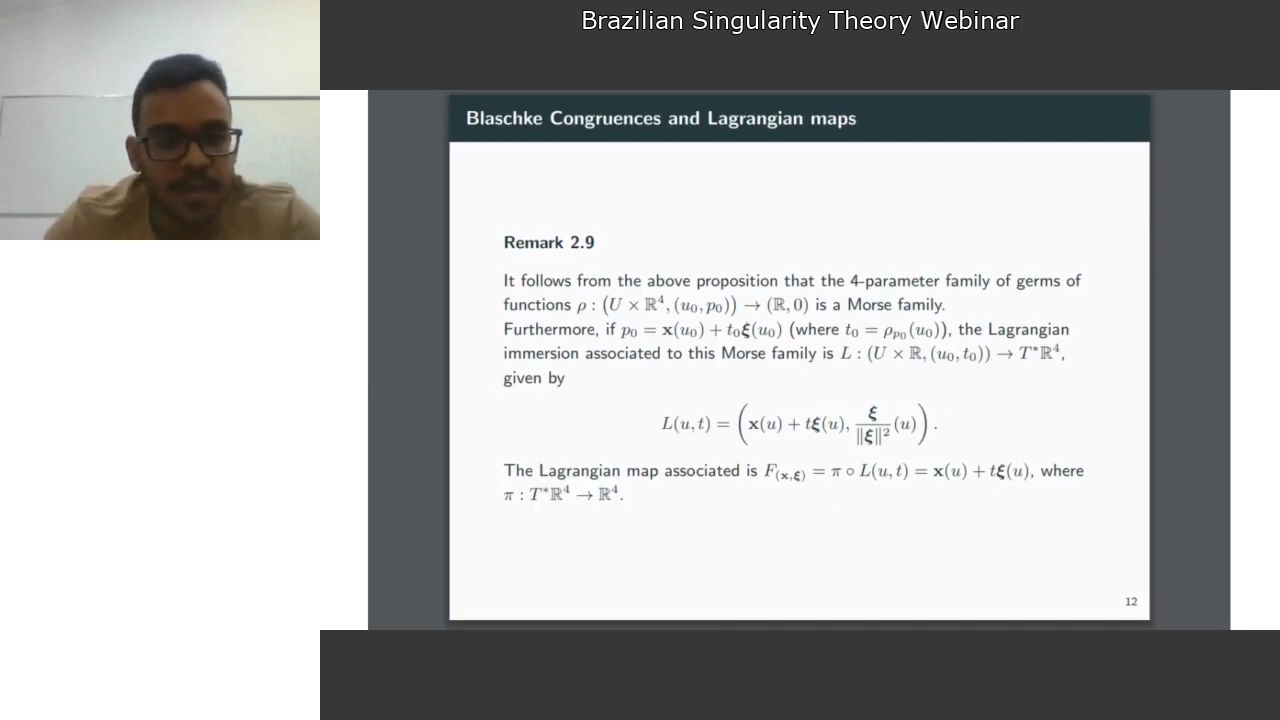 Brazilian Singularity Theory Webinar
Blaschke Congruences and Lagrangian maps
Remark 2.9
It follows from the above proposition that the 4-parameter family of germs of
functions ρ : (U × ℝ⁴, (u₀, p₀)) → (ℝ, 0) is a Morse family.
Furthermore, if p₀ = x(u₀) + t₀ξ(u₀) (where t₀ = ρ_{p₀}(u₀)), the Lagrangian
immersion associated to this Morse family is L : (U × ℝ, (u₀, t₀)) → T*ℝ⁴,
given by
L(u, t) = (x(u) + tξ(u), ξ/‖ξ‖² (u)).
The Lagrangian map associated is F_{(x,ξ)} = π ∘ L(u, t) = x(u) + tξ(u), where
π : T*ℝ⁴ → ℝ⁴.
12